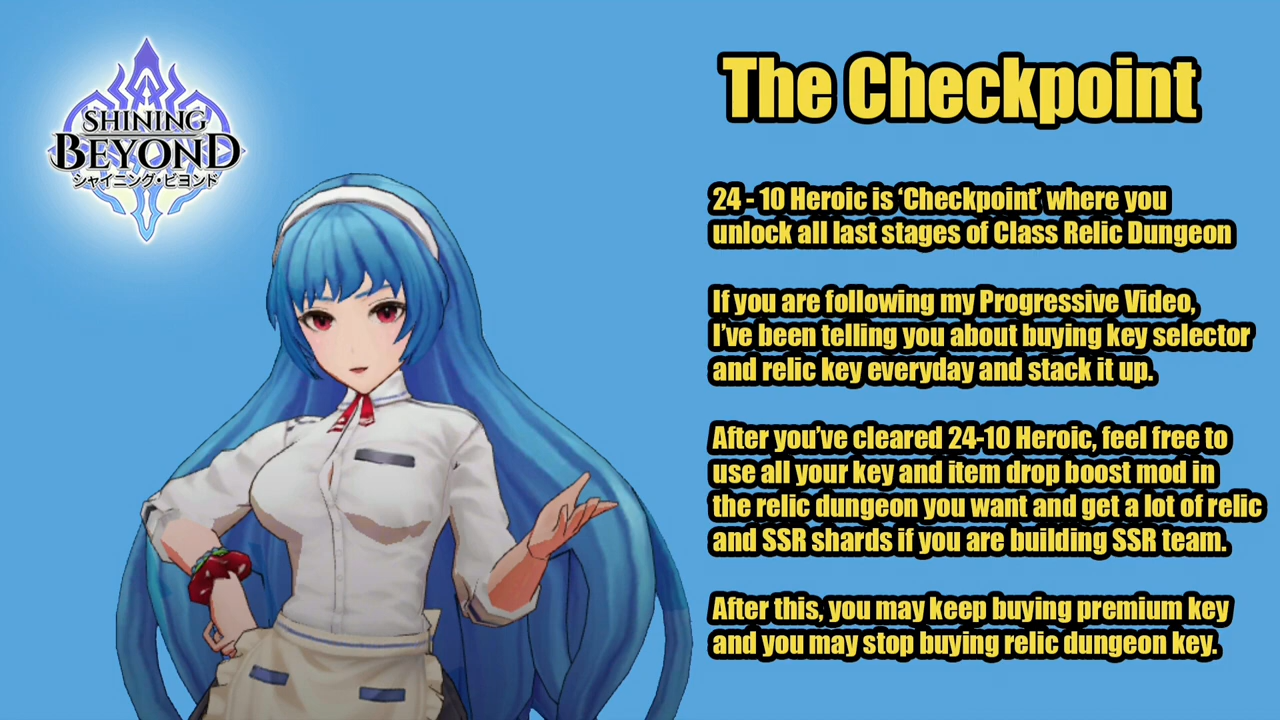 SHINING
BEYOND
シャイニング・ビヨンド
The Checkpoint
24 - 10 Heroic is ‘Checkpoint’ where you
unlock all last stages of Class Relic Dungeon
If you are following my Progressive Video,
I’ve been telling you about buying key selector
and relic key everyday and stack it up.
After you’ve cleared 24-10 Heroic, feel free to
use all your key and item drop boost mod in
the relic dungeon you want and get a lot of relic
and SSR shards if you are building SSR team.
After this, you may keep buying premium key
and you may stop buying relic dungeon key.